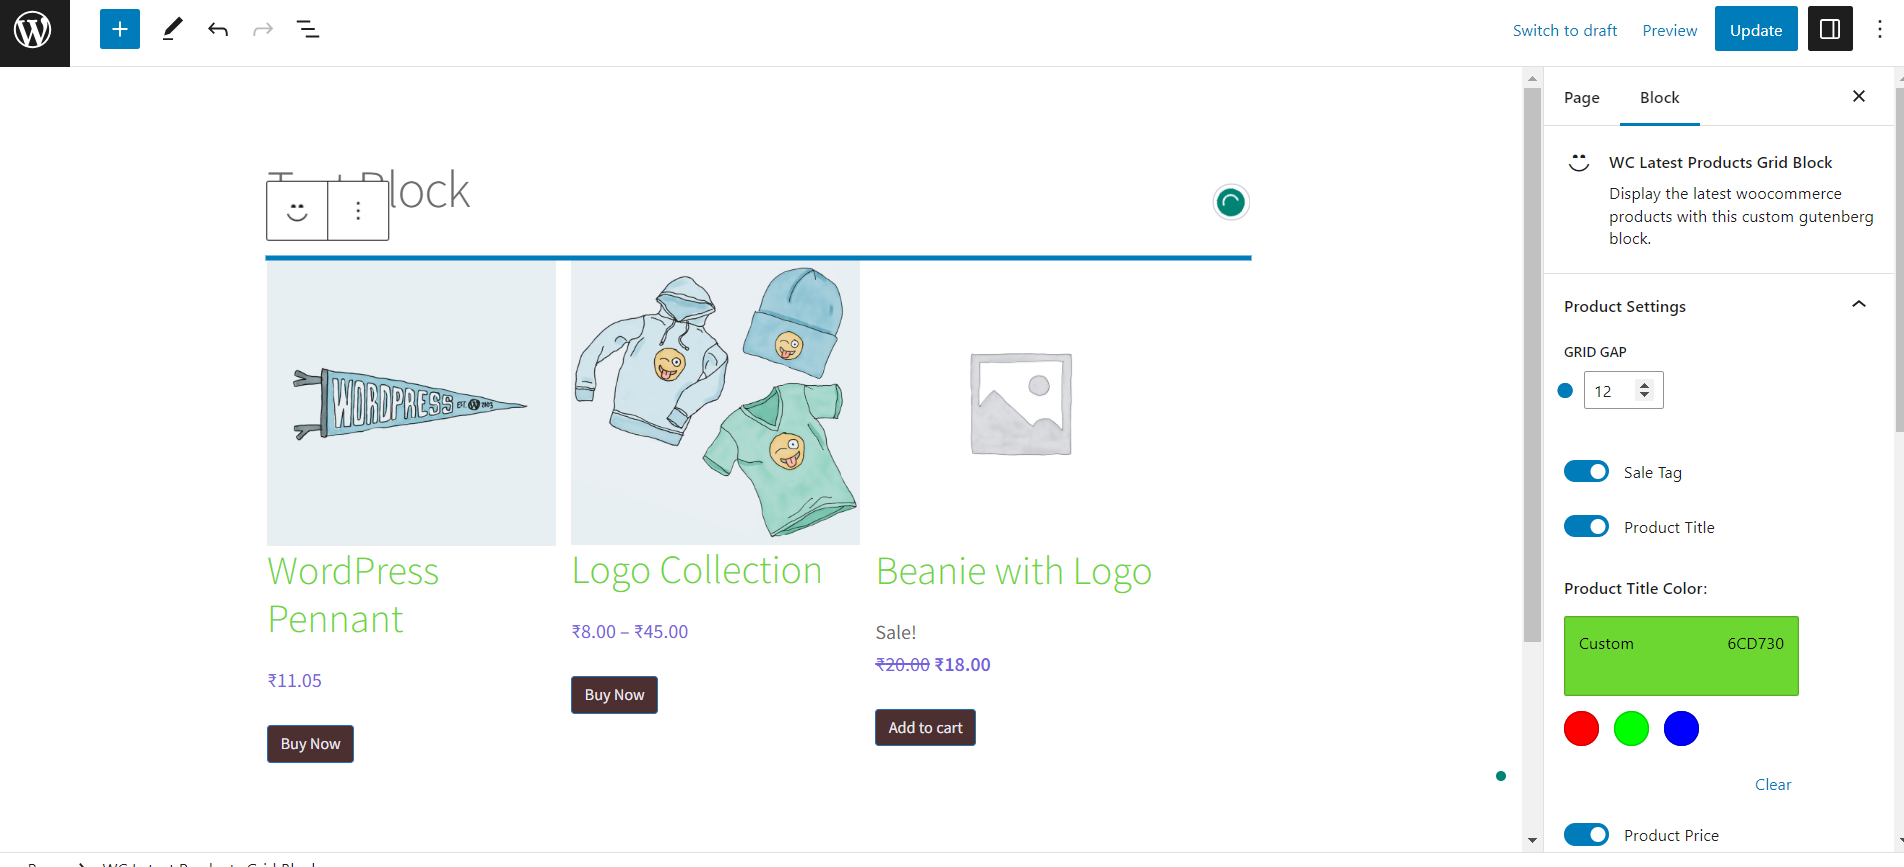 Switch to draft
Preview
Update
Block
WORDPRESS
WordPress
Pennant
₹11.05
Buy Now
Logo Collection
₹8.00 – ₹45.00
Buy Now
Beanie with Logo
Sale!
₹20.00 ₹18.00
Add to cart
Page
Block
WC Latest Products Grid Block
Display the latest woocommerce
products with this custom gutenberg
block.
Product Settings
GRID GAP
12
Sale Tag
Product Title
Product Title Color:
Custom 6CD730
Clear
Product Price